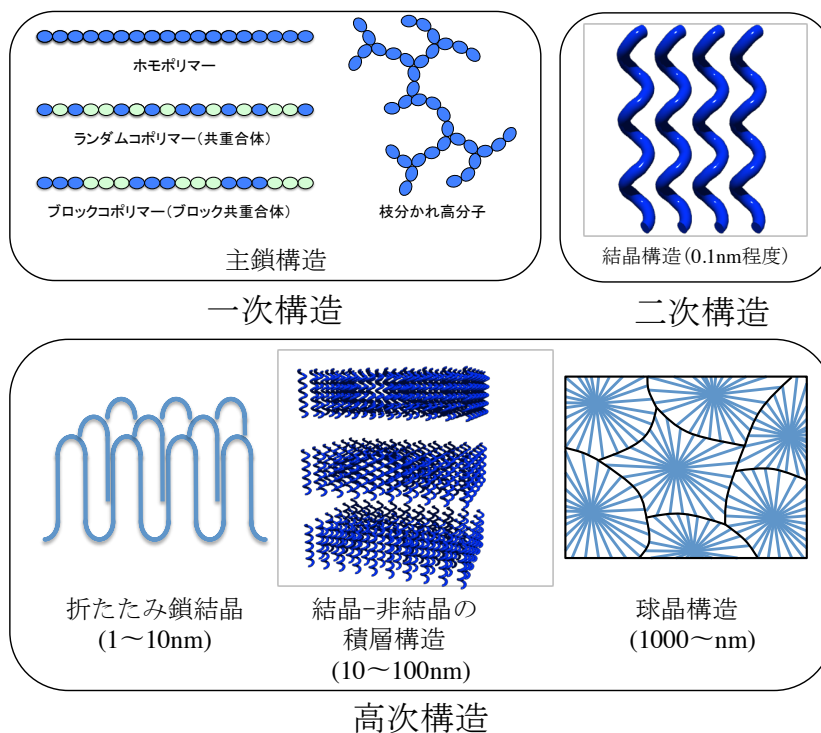 ホモポリマー
ランダムコポリマー(共重合体)
ブロックコポリマー(ブロック共重合体)
枝分かれ高分子
主鎖構造
一次構造
結晶構造(0.1nm程度)
二次構造
折たたみ鎖結晶
(1〜10nm)
結晶−非結晶の
積層構造
(10〜100nm)
球晶構造
(1000〜nm)
高次構造